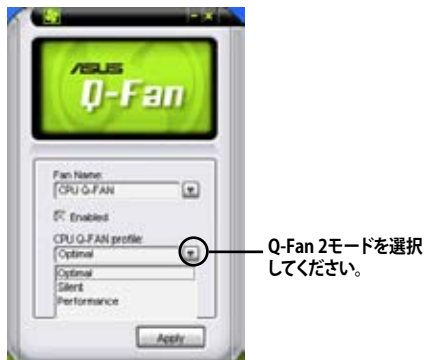 ASUS
Q-Fan
Fan Name:
CPU Q-FAN
Enabled
CPU Q-FAN profile:
Optimal
Optimal
Silent
Performance
Apply
Q-Fan 2モードを選択
してください。